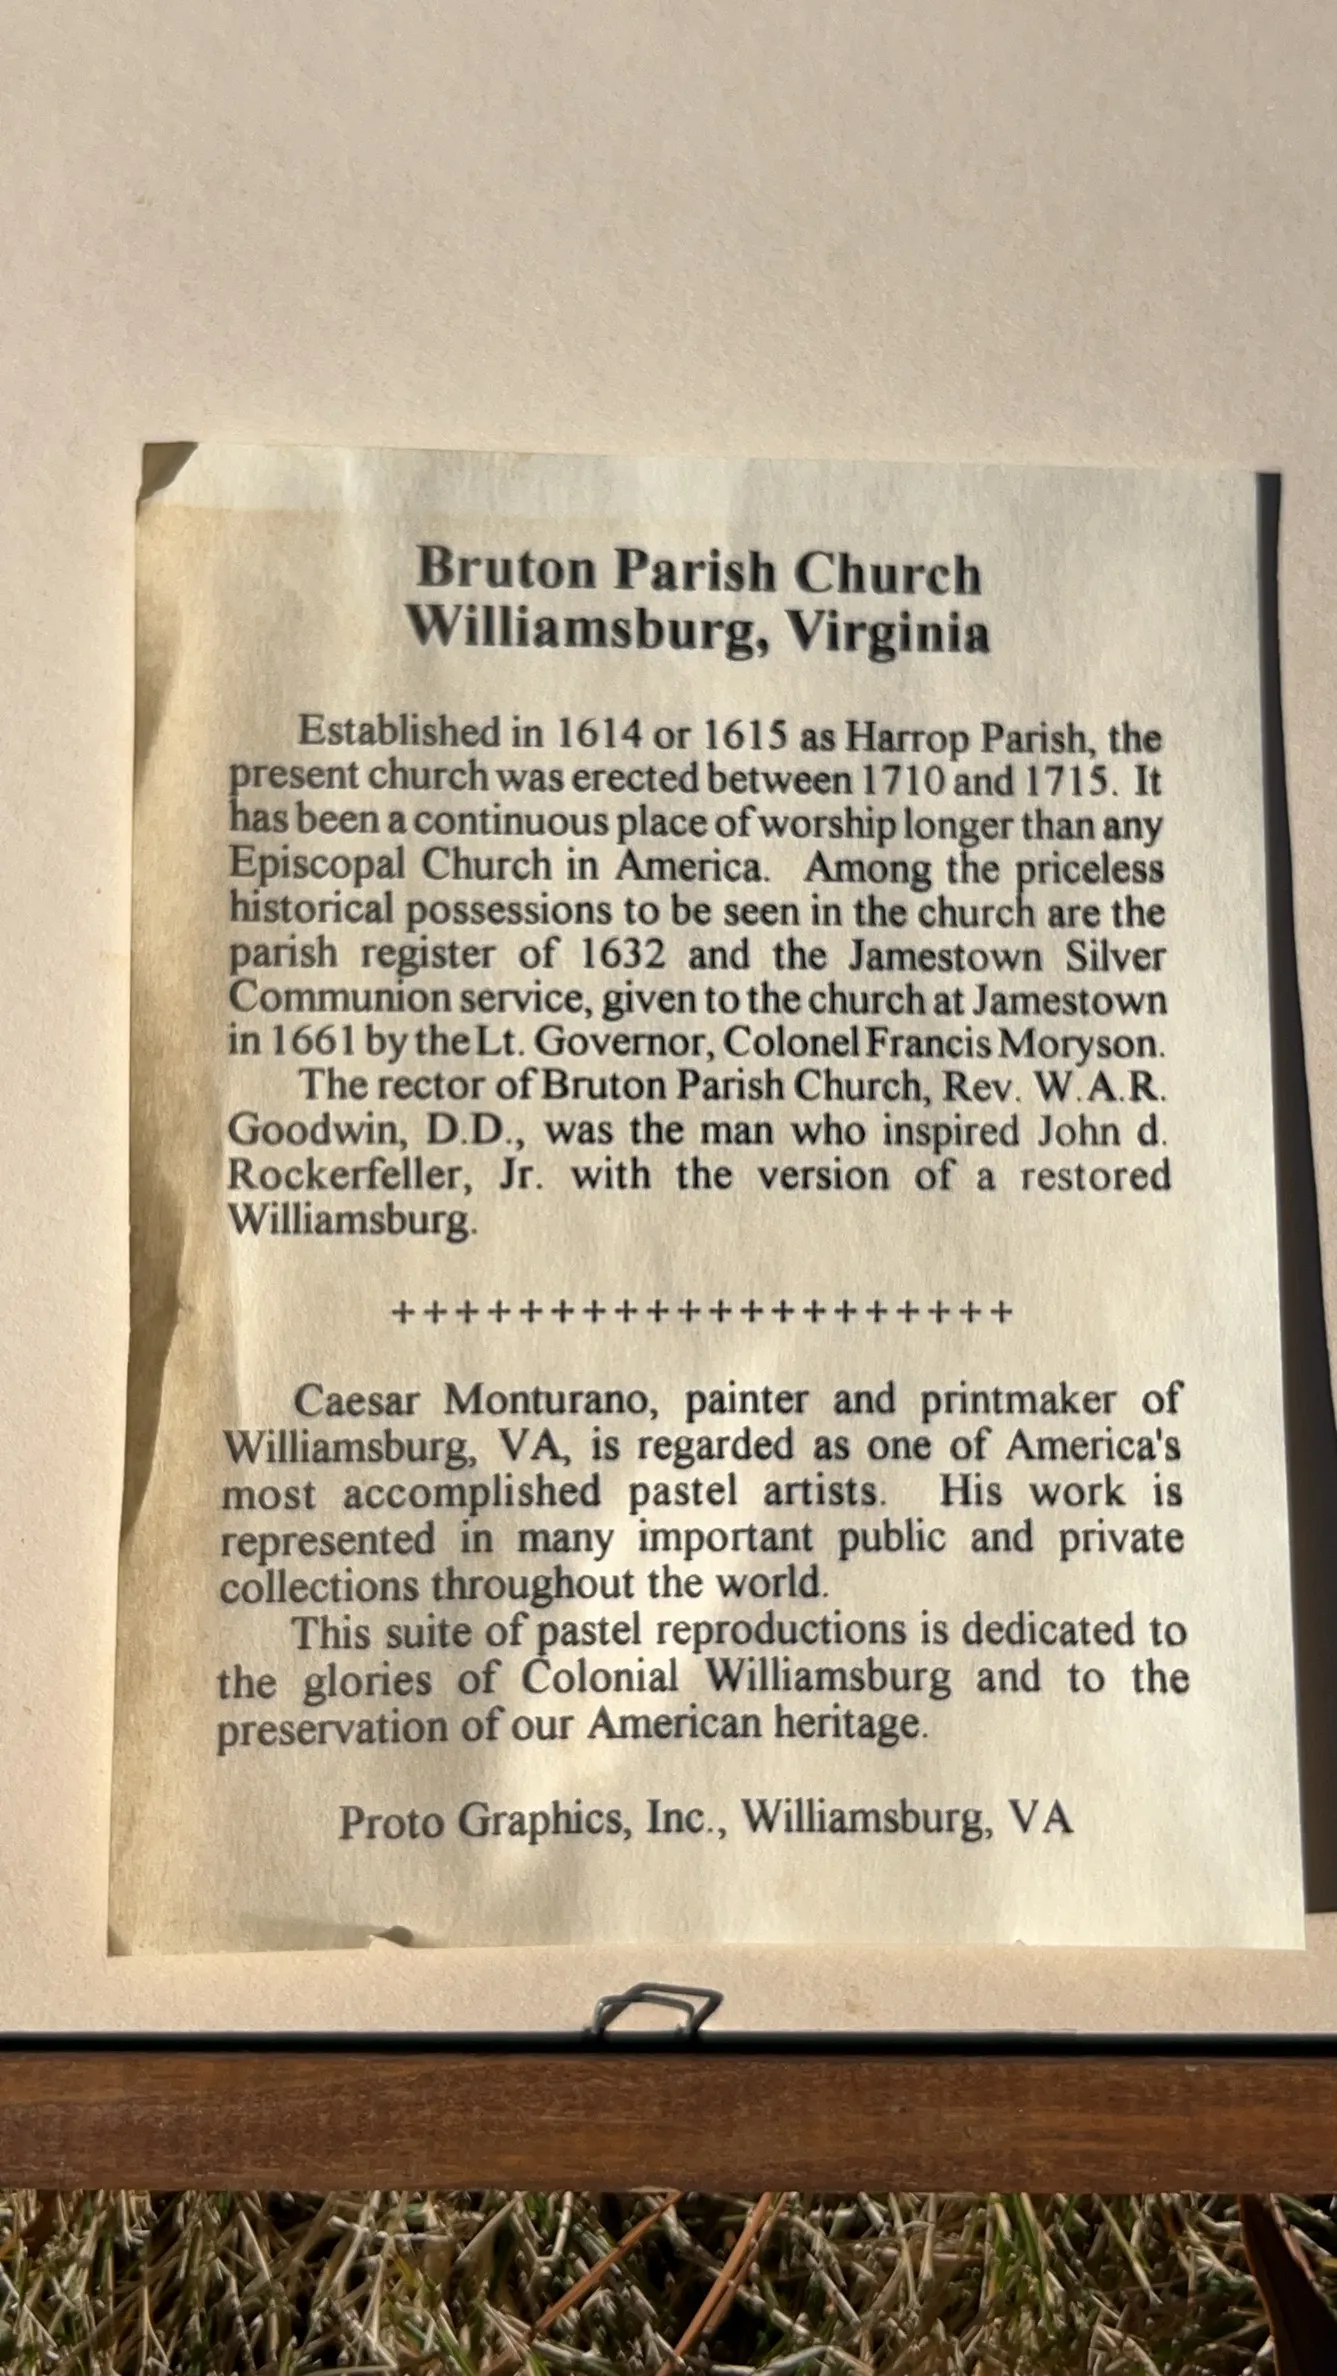 Bruton Parish Church
Williamsburg, Virginia
Established in 1614 or 1615 as Harrop Parish, the
present church was erected between 1710 and 1715. It
has been a continuous place of worship longer than any
Episcopal Church in America. Among the priceless
historical possessions to be seen in the church are the
parish register of 1632 and the Jamestown Silver
Communion service, given to the church at Jamestown
in 1661 by the Lt. Governor, Colonel Francis Moryson.
The rector of Bruton Parish Church, Rev. W.A.R.
Goodwin, D.D., was the man who inspired John d.
Rockerfeller, Jr. with the version of a restored
Williamsburg.
++++++++++++++++++++
Caesar Monturano, painter and printmaker of
Williamsburg, VA, is regarded as one of America's
most accomplished pastel artists. His work is
represented in many important public and private
collections throughout the world.
This suite of pastel reproductions is dedicated to
the glories of Colonial Williamsburg and to the
preservation of our American heritage.
Proto Graphics, Inc., Williamsburg, VA